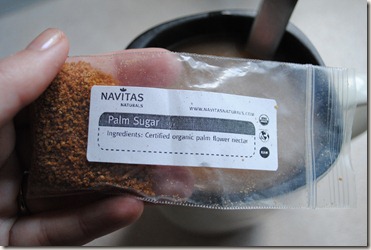 NAVITAS
NATURALS
WWW.NAVITASNATURALS.COM
Palm Sugar
Ingredients: Certified organic palm flower nectar